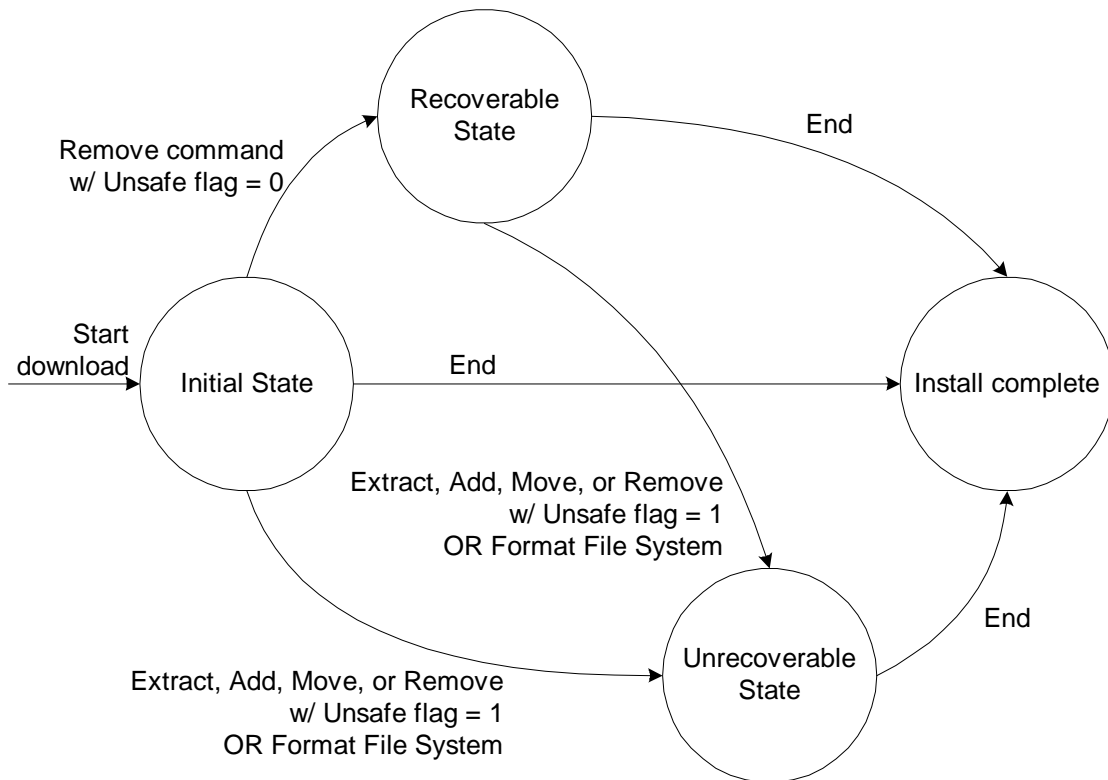 Recoverable
State
End
Remove command
w/ Unsafe flag = 0
Start
download
Initial State
End
Install complete
Extract, Add, Move, or Remove
w/ Unsafe flag = 1
OR Format File System
End
Unrecoverable
State
Extract, Add, Move, or Remove
w/ Unsafe flag = 1
OR Format File System